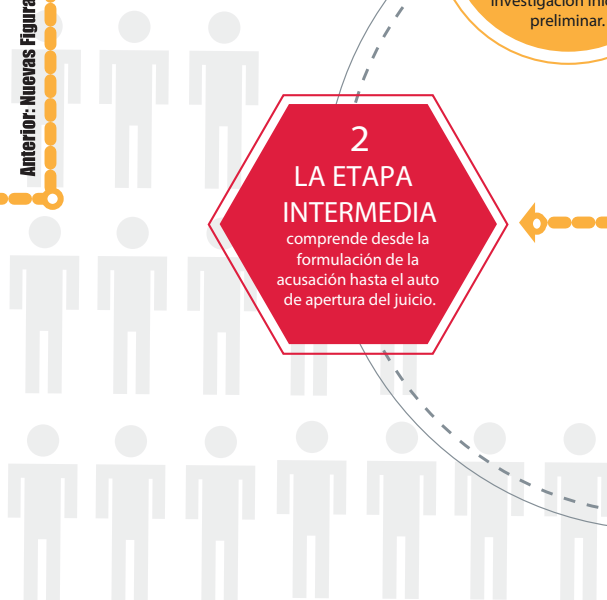 Anterior: Nuevas Figura
preliminar.
2
LA ETAPA
INTERMEDIA
comprende desde la
formulación de la
acusación hasta el auto
de apertura del juicio.